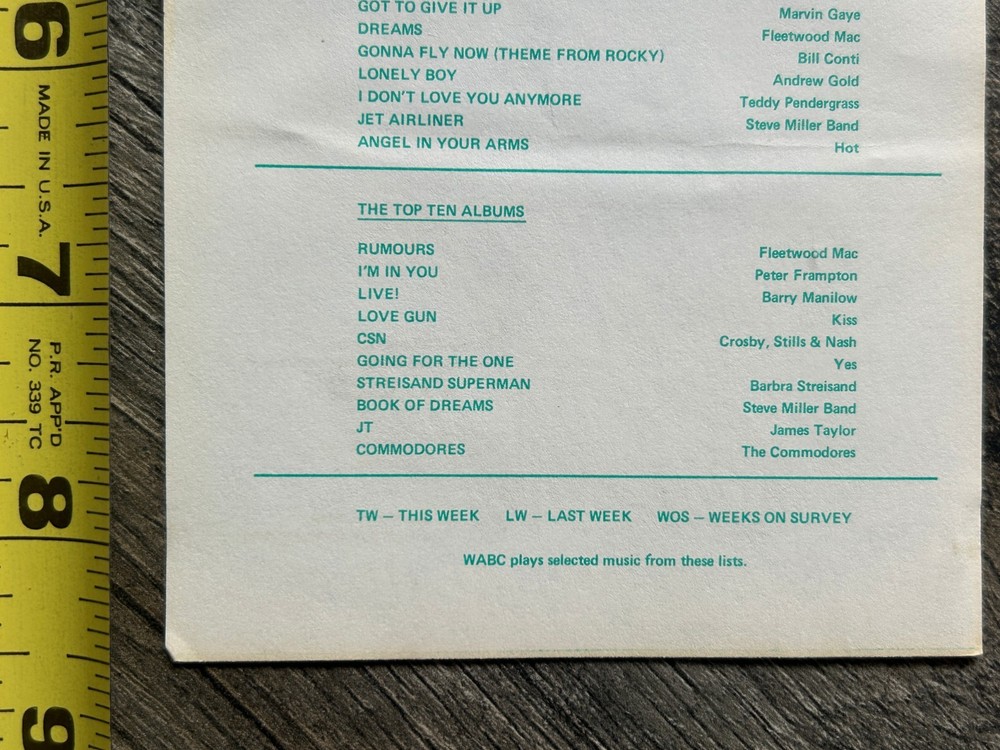 GOT TO GIVE IT UP Marvin Gaye
DREAMS Fleetwood Mac
GONNA FLY NOW (THEME FROM ROCKY) Bill Conti
LONELY BOY Andrew Gold
I DON'T LOVE YOU ANYMORE Teddy Pendergrass
JET AIRLINER Steve Miller Band
ANGEL IN YOUR ARMS Hot
THE TOP TEN ALBUMS
RUMOURS Fleetwood Mac
I'M IN YOU Peter Frampton
LIVE! Barry Manilow
LOVE GUN Kiss
CSN Crosby, Stills & Nash
GOING FOR THE ONE Yes
STREISAND SUPERMAN Barbra Streisand
BOOK OF DREAMS Steve Miller Band
JT James Taylor
COMMODORES The Commodores
TW – THIS WEEK LW – LAST WEEK WOS – WEEKS ON SURVEY
WABC plays selected music from these lists.
6
MADE IN U.S.A.
7
P.R. APP'D
NO. 339 TC
8
9